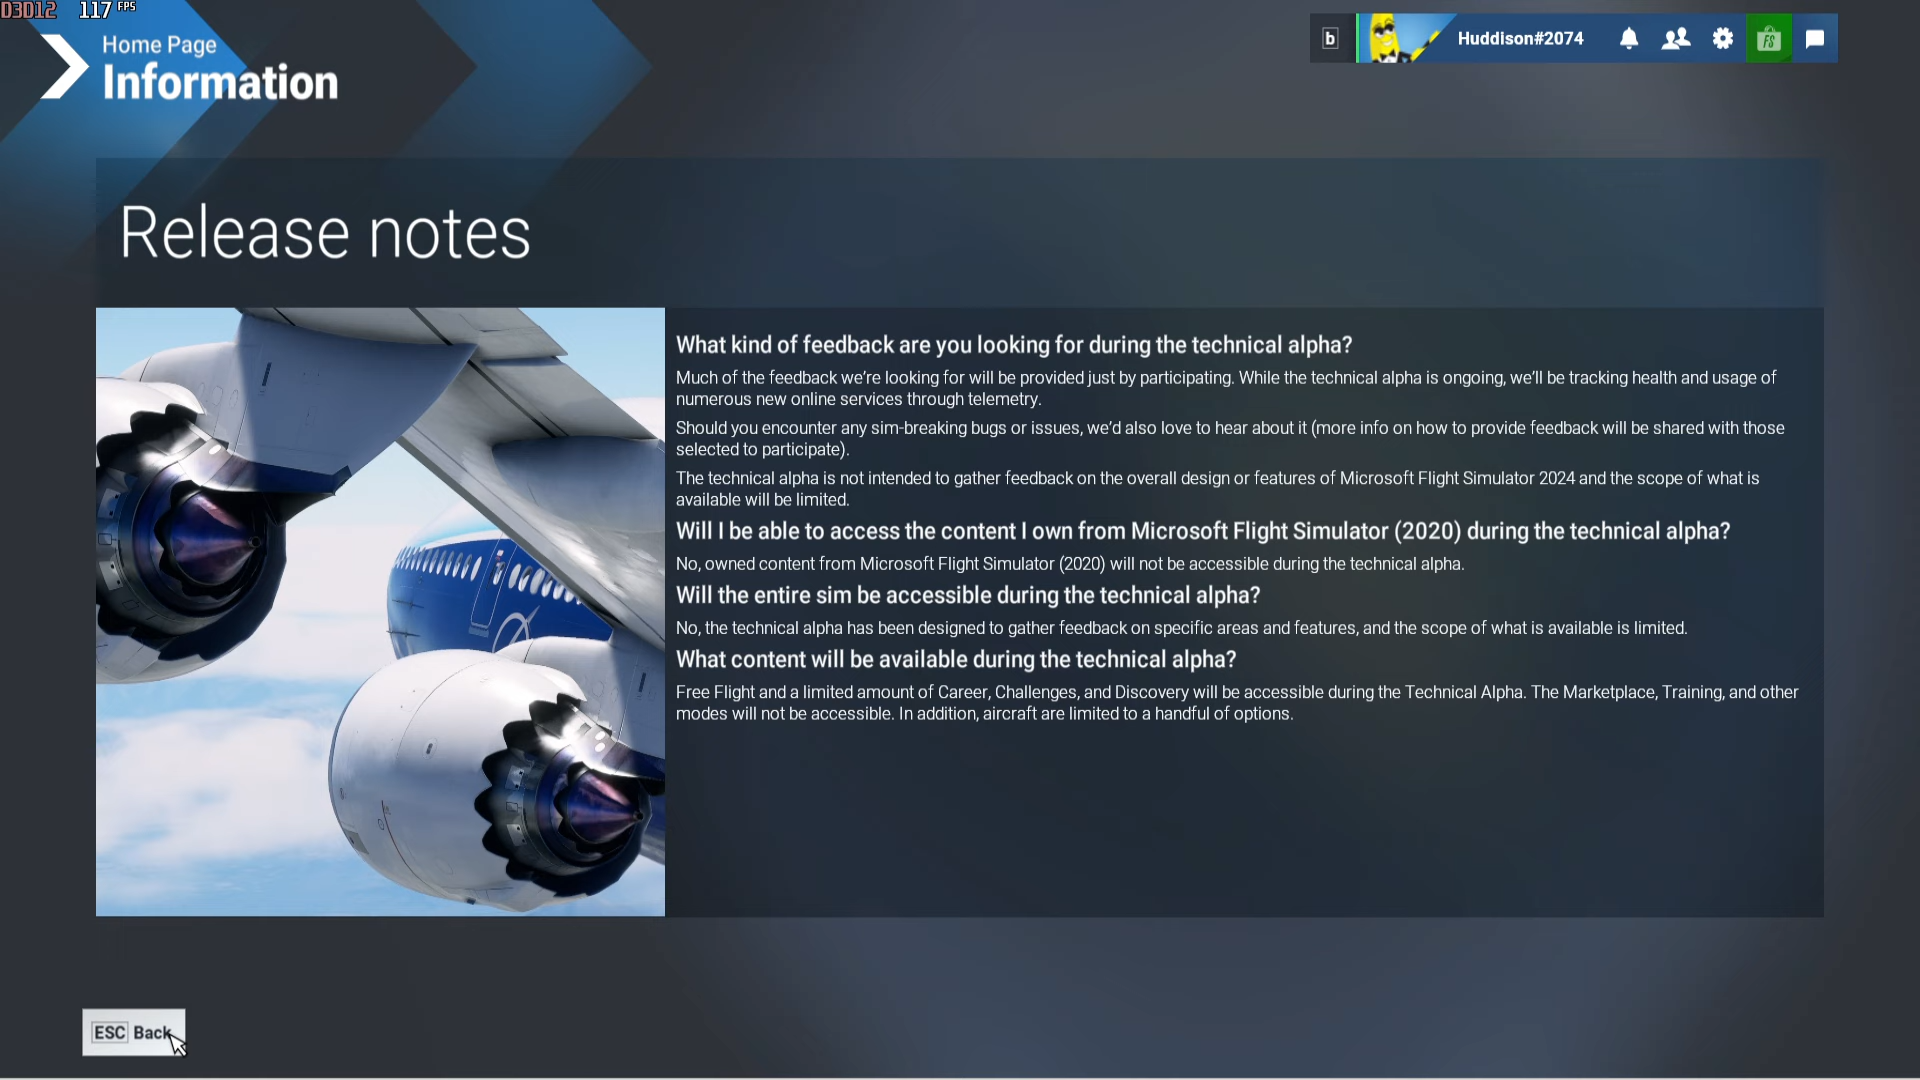 D3D12 117 FPS
Home Page
Information
b
Huddison#2074
FS
Release notes
What kind of feedback are you looking for during the technical alpha?
Much of the feedback we’re looking for will be provided just by participating. While the technical alpha is ongoing, we’ll be tracking health and usage of
numerous new online services through telemetry.
Should you encounter any sim-breaking bugs or issues, we’d also love to hear about it (more info on how to provide feedback will be shared with those
selected to participate).
The technical alpha is not intended to gather feedback on the overall design or features of Microsoft Flight Simulator 2024 and the scope of what is
available will be limited.
Will I be able to access the content I own from Microsoft Flight Simulator (2020) during the technical alpha?
No, owned content from Microsoft Flight Simulator (2020) will not be accessible during the technical alpha.
Will the entire sim be accessible during the technical alpha?
No, the technical alpha has been designed to gather feedback on specific areas and features, and the scope of what is available is limited.
What content will be available during the technical alpha?
Free Flight and a limited amount of Career, Challenges, and Discovery will be accessible during the Technical Alpha. The Marketplace, Training, and other
modes will not be accessible. In addition, aircraft are limited to a handful of options.
ESC Back